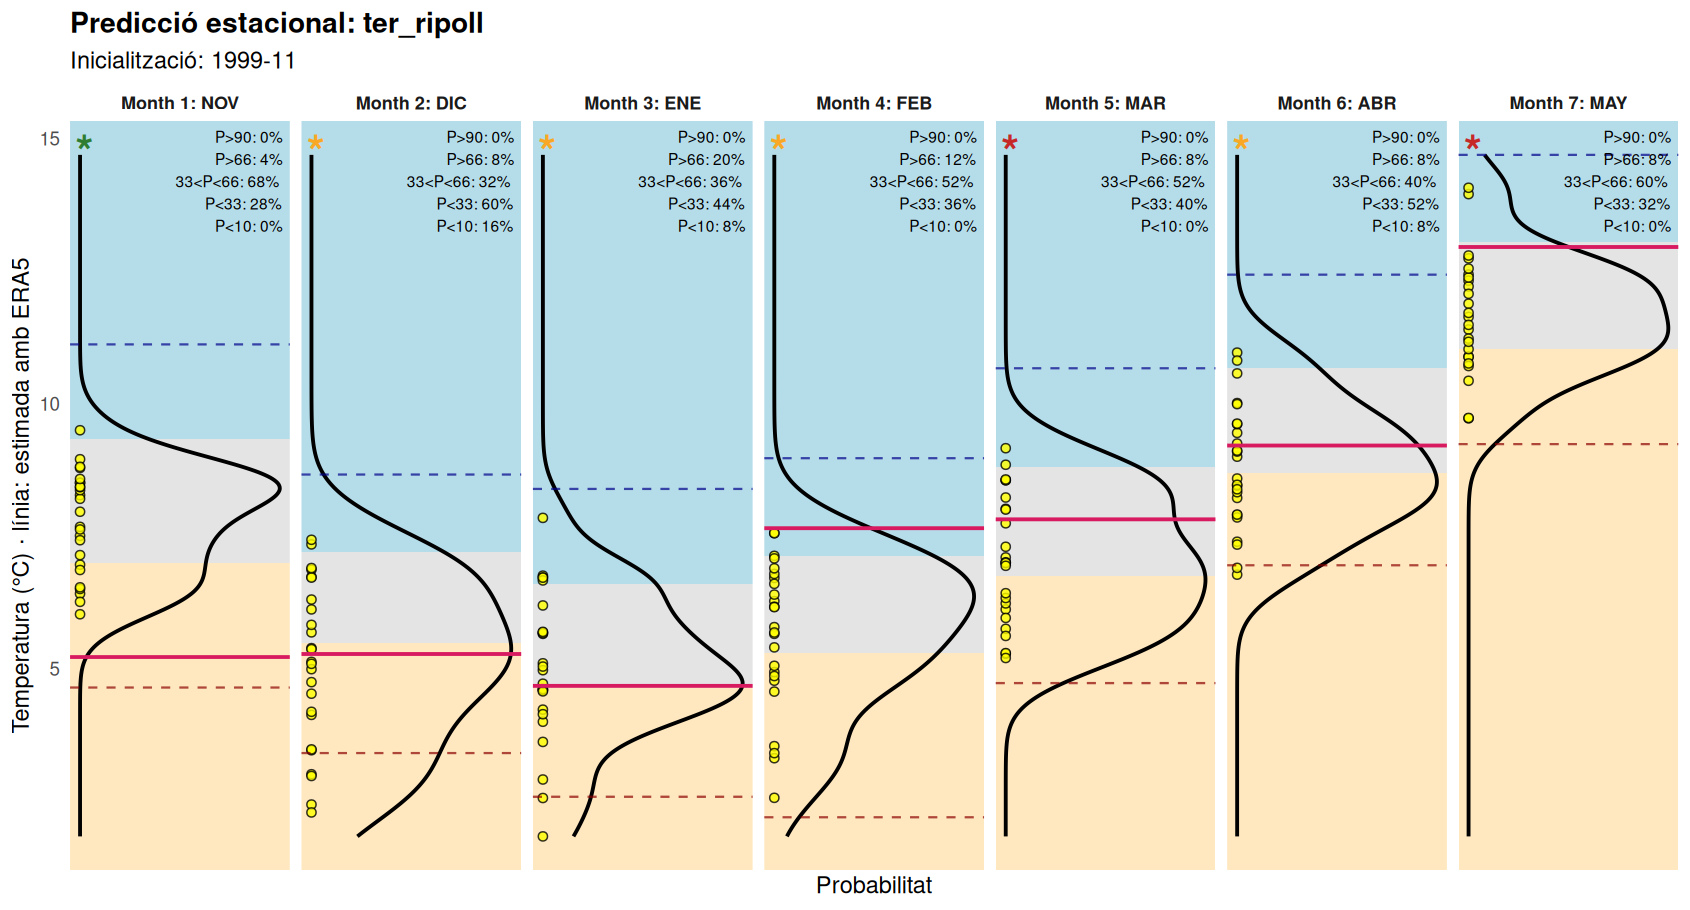 Predicció estacional: ter_ripoll
Inicialització: 1999-11
Month 1: NOV
Month 2: DIC
Month 3: ENE
Month 4: FEB
Month 5: MAR
Month 6: ABR
Month 7: MAY
*
P>90: 0%
P>66: 4%
33<P<66: 68%
P<33: 28%
P<10: 0%
*
P>90: 0%
P>66: 8%
33<P<66: 32%
P<33: 60%
P<10: 16%
*
P>90: 0%
P>66: 20%
33<P<66: 36%
P<33: 44%
P<10: 8%
*
P>90: 0%
P>66: 12%
33<P<66: 52%
P<33: 36%
P<10: 0%
*
P>90: 0%
P>66: 8%
33<P<66: 52%
P<33: 40%
P<10: 0%
*
P>90: 0%
P>66: 8%
33<P<66: 40%
P<33: 52%
P<10: 8%
*
P>90: 0%
P>66: 8%
33<P<66: 60%
P<33: 32%
P<10: 0%
15
10
5
Temperatura (°C) · línia: estimada amb ERA5
Probabilitat